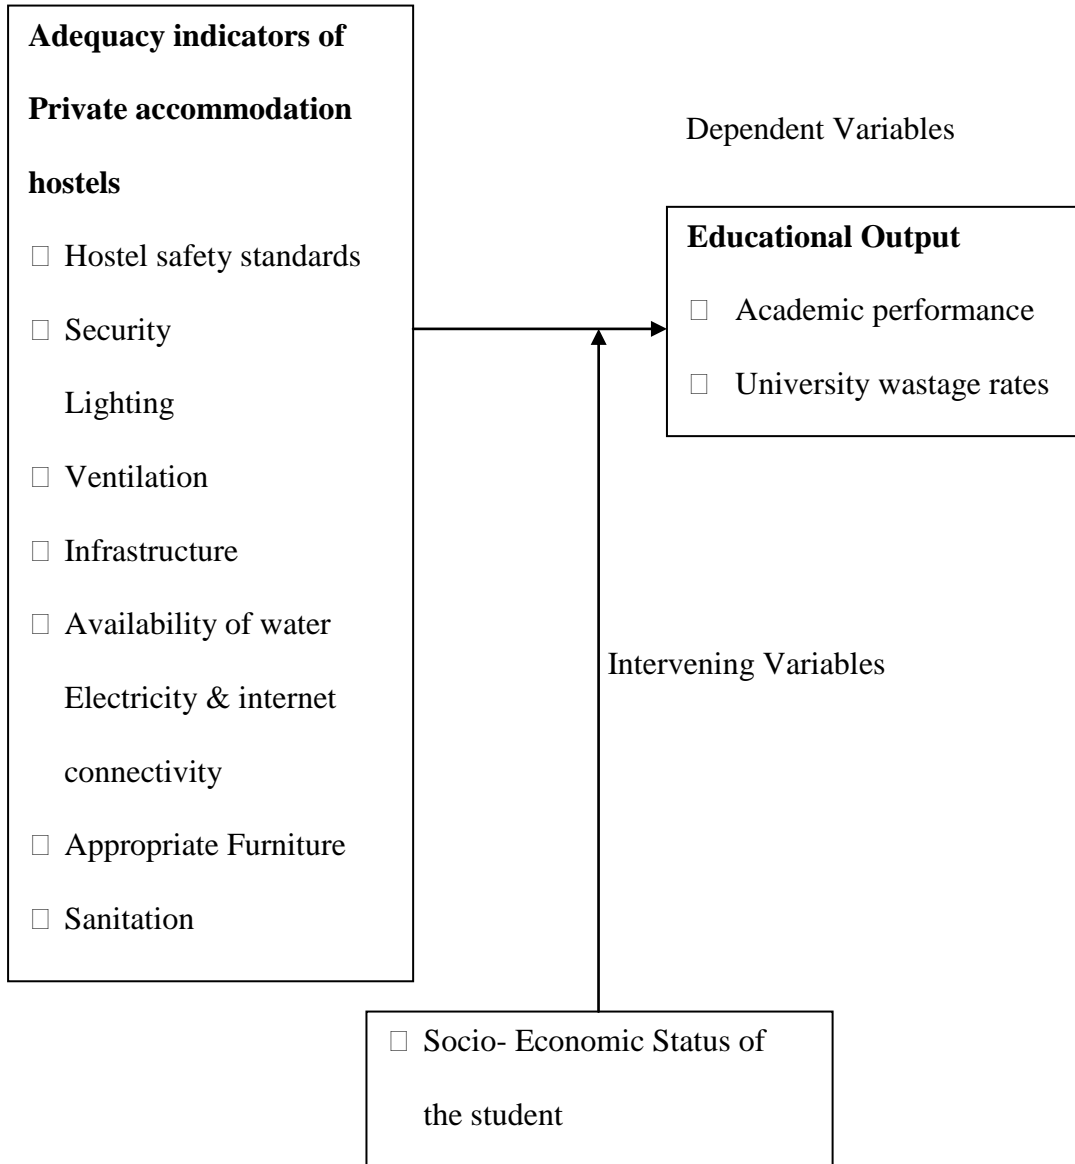 Adequacy indicators of
Private accommodation
hostels
□ Hostel safety standards
□ Security
Lighting
□ Ventilation
□ Infrastructure
□ Availability of water
Electricity & internet
connectivity
□ Appropriate Furniture
□ Sanitation
Dependent Variables
Educational Output
□ Academic performance
□ University wastage rates
Intervening Variables
□ Socio- Economic Status of
the student